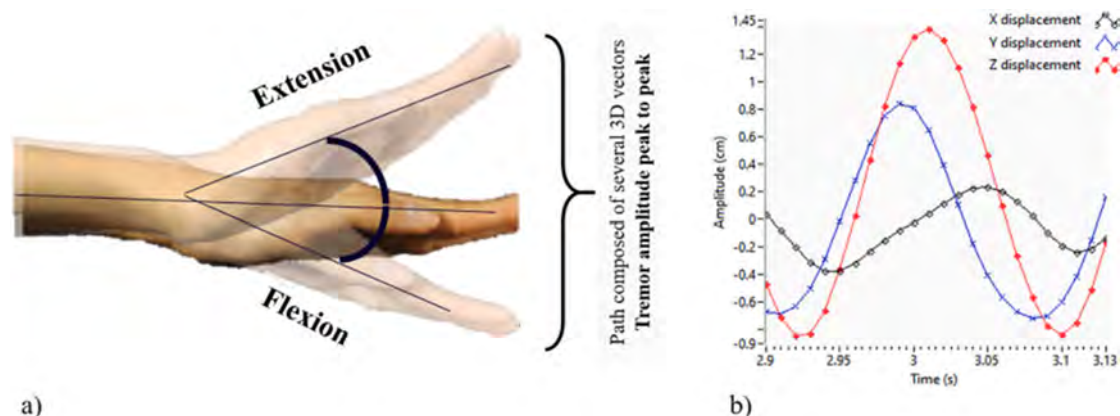 Extension
Flexion
Path composed of several 3D vectors
Tremor amplitude peak to peak
a)
X displacement
Y displacement
Z displacement
Amplitude (cm)
1.45
1.2
1
0.8
0.6
0.4
0.2
0
-0.2
-0.4
-0.6
-0.9
2.9
2.95
3
3.05
3.1
3.13
Time (s)
b)